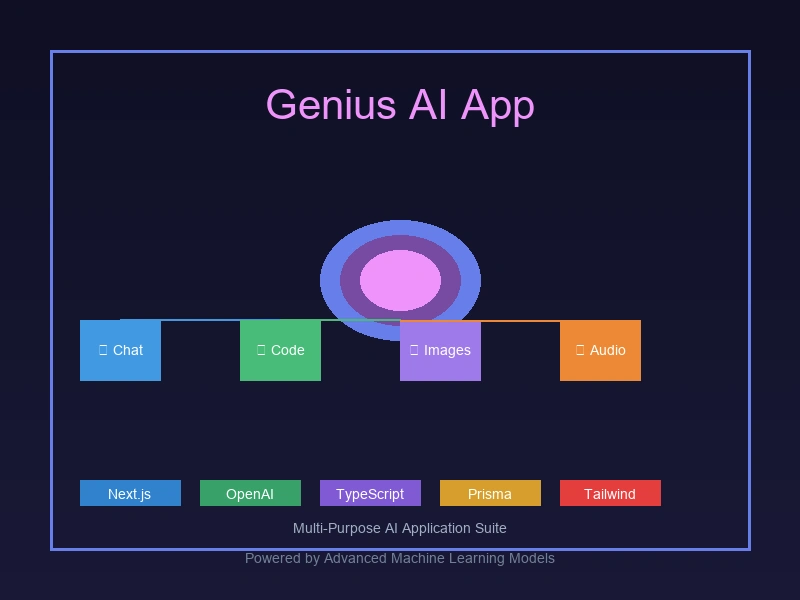 Genius AI App
Chat Code Images Audio
Next.js OpenAI TypeScript Prisma Tailwind
Multi-Purpose AI Application Suite
Powered by Advanced Machine Learning Models